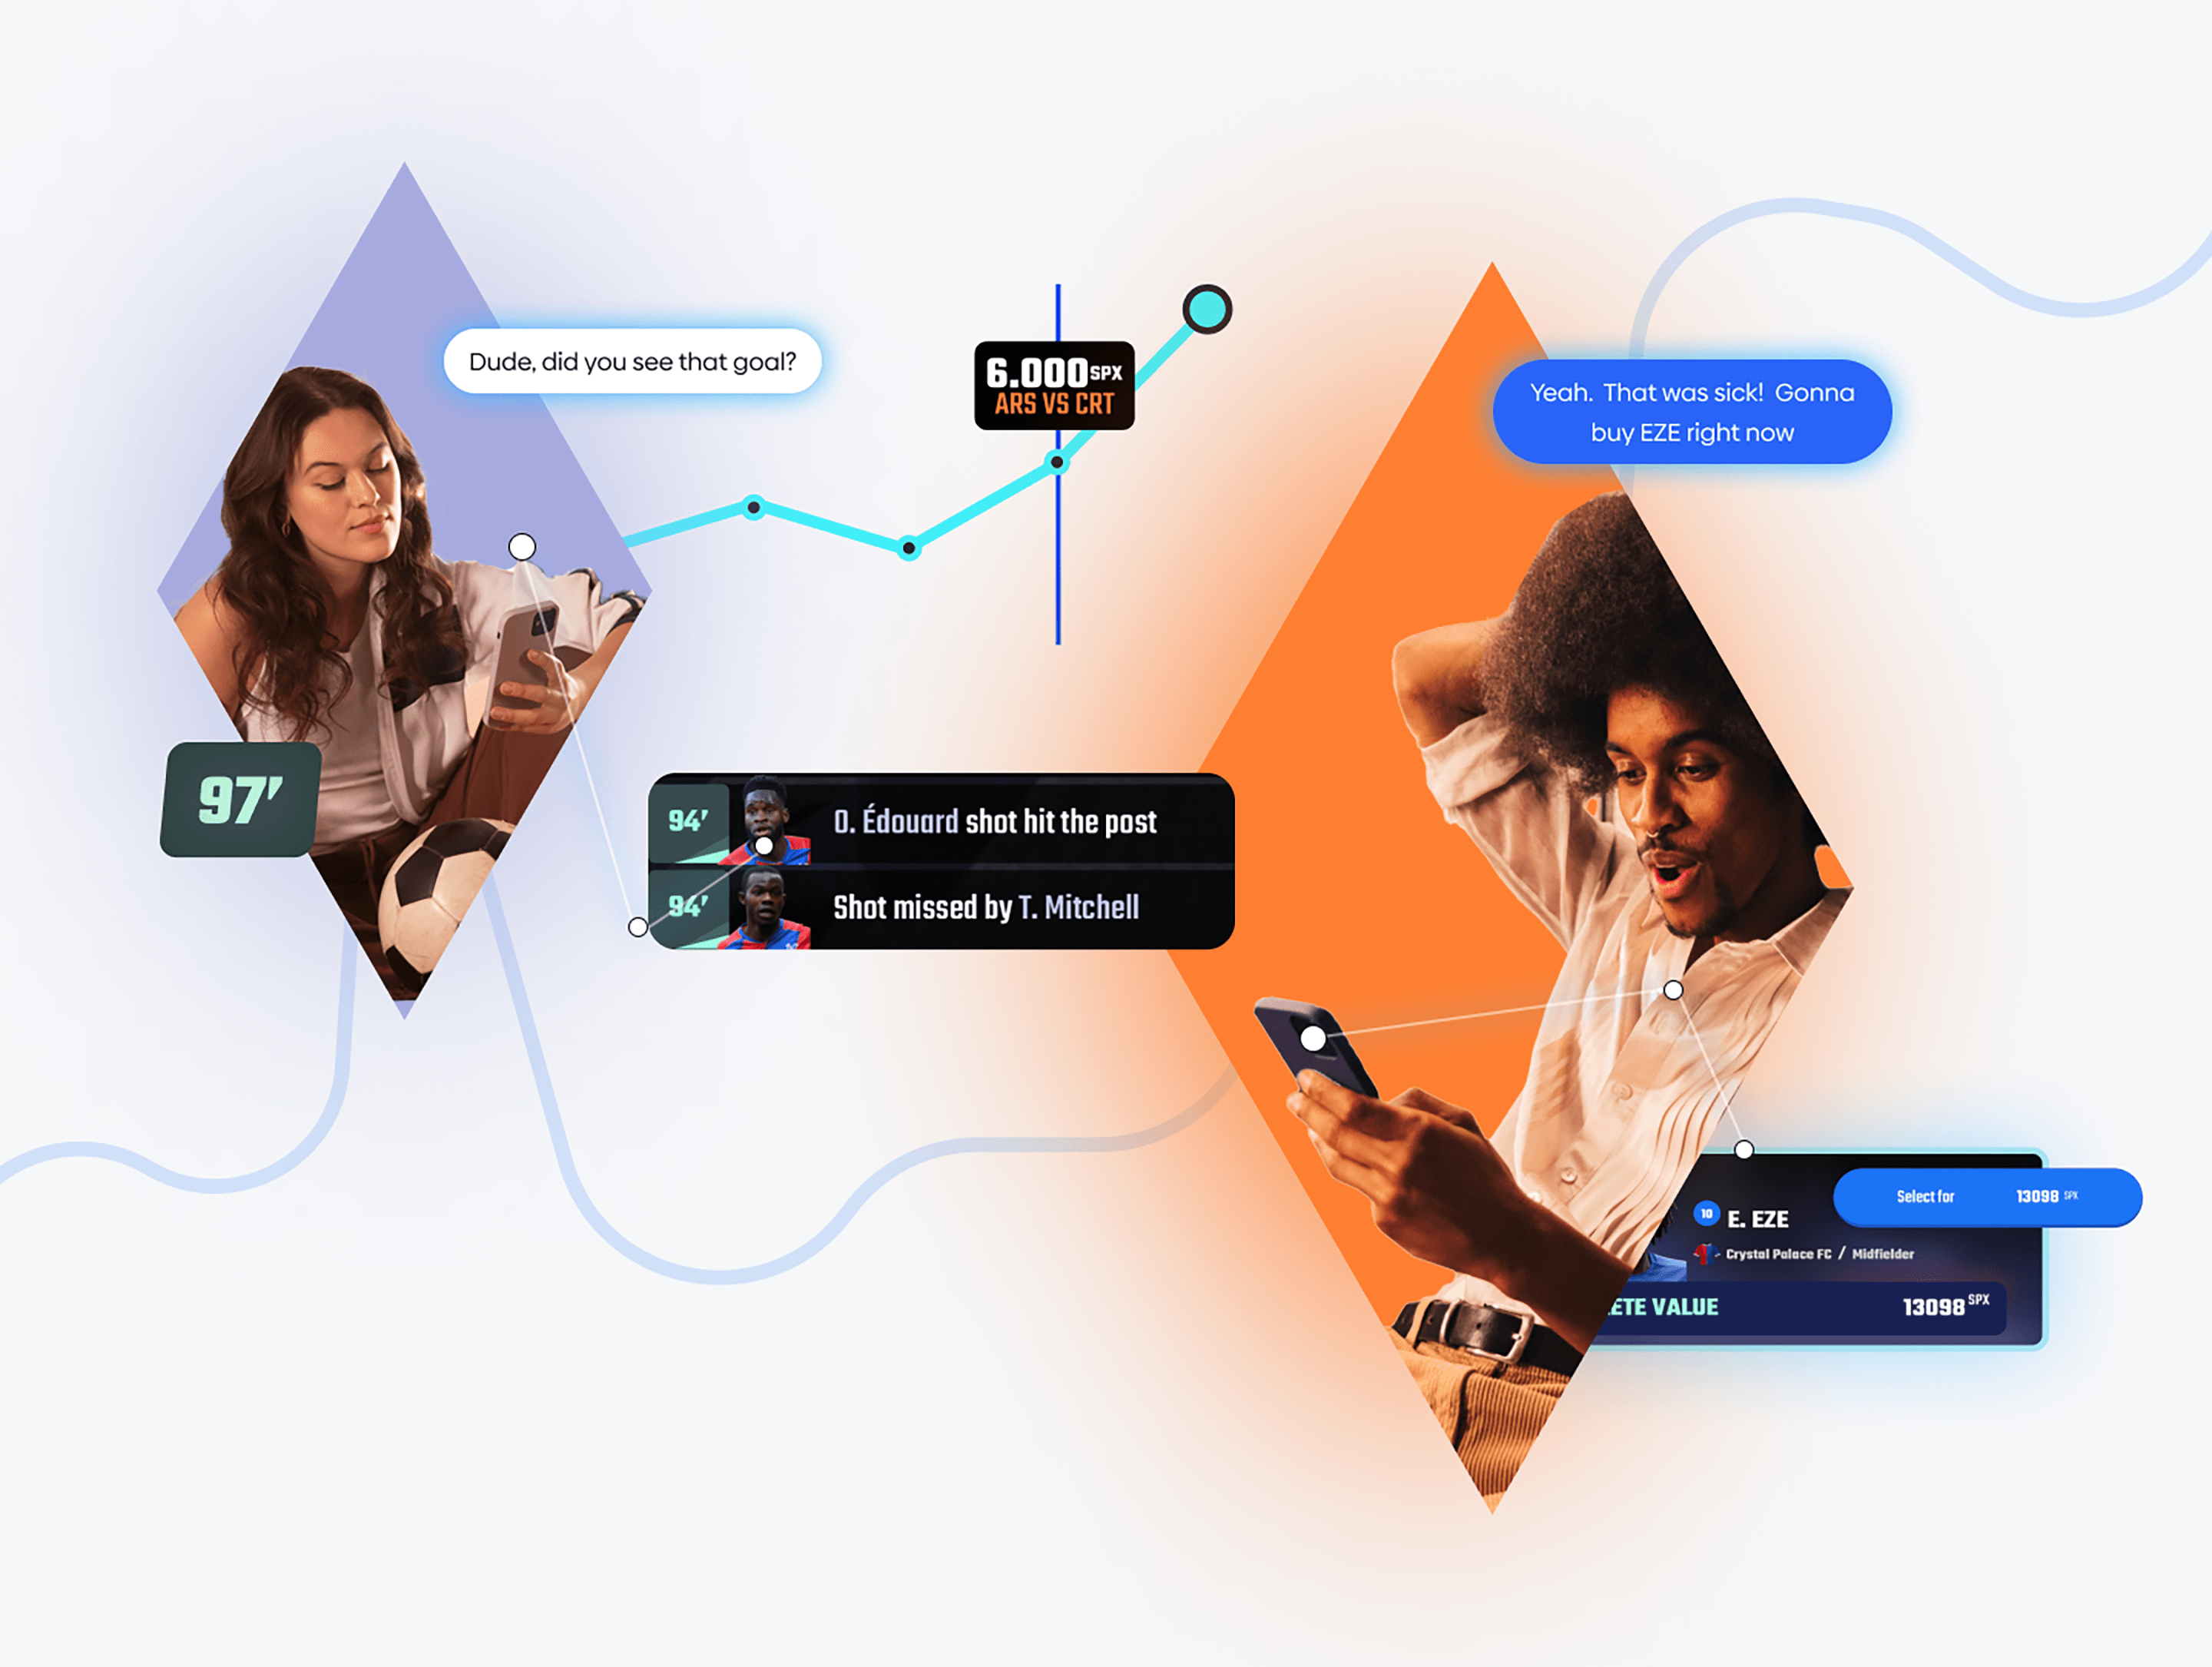 Dude, did you see that goal?
6.000 SPX
ARS VS CRT
Yeah. That was sick! Gonna
buy EZE right now
97'
94' O. Édouard shot hit the post
94' Shot missed by T. Mitchell
Select for 13098 SPX
10 E. EZE
Crystal Palace FC / Midfielder
ETE VALUE 13098 SPX